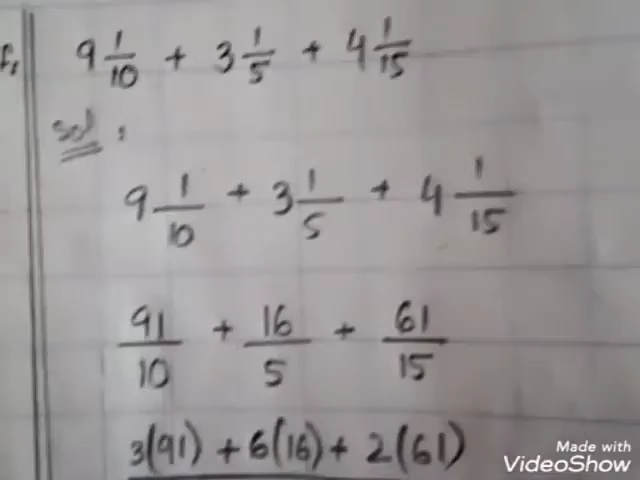 f, 9 1/10 + 3 1/5 + 4 1/15
Sol :
9 1/10 + 3 1/5 + 4 1/15
91/10 + 16/5 + 61/15
3(91) + 6(16) + 2(61)
Made with
VideoShow